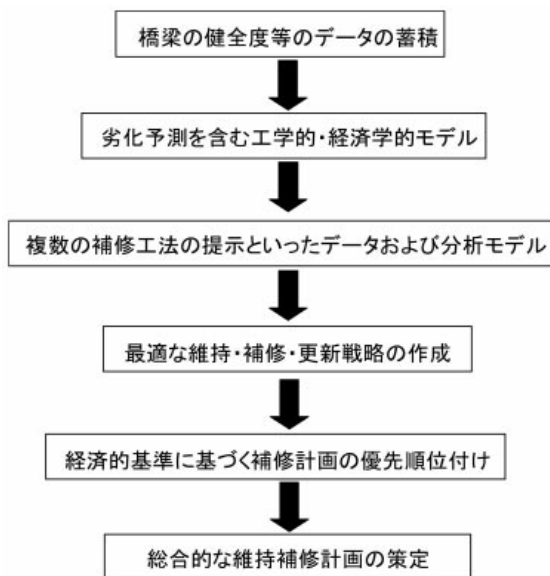 橋梁の健全度等のデータの蓄積
劣化予測を含む工学的・経済学的モデル
複数の補修工法の提示といったデータおよび分析モデル
最適な維持・補修・更新戦略の作成
経済的基準に基づく補修計画の優先順位付け
総合的な維持補修計画の策定